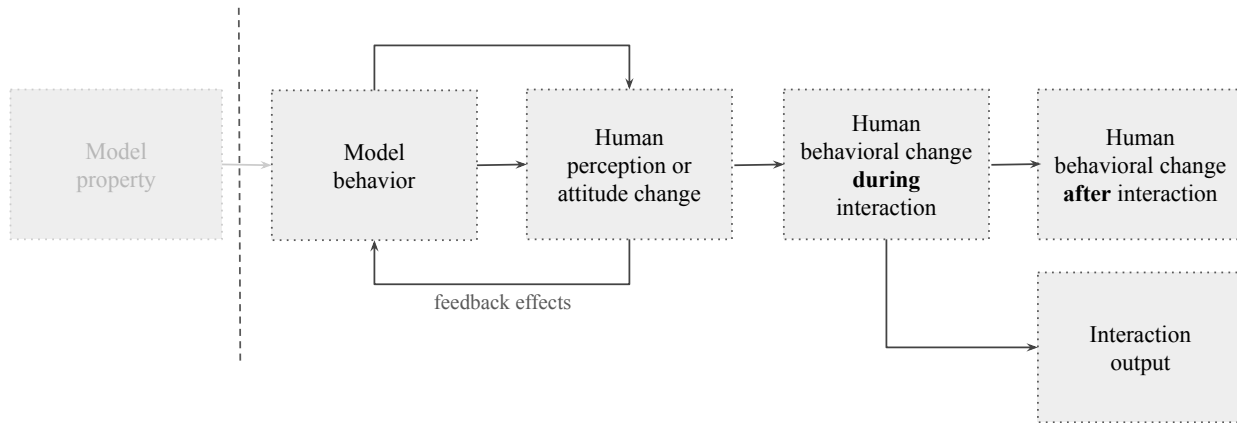 Model
property
Model
behavior
Human
perception or
attitude change
Human
behavioral change
during
interaction
Human
behavioral change
after interaction
feedback effects
Interaction
output